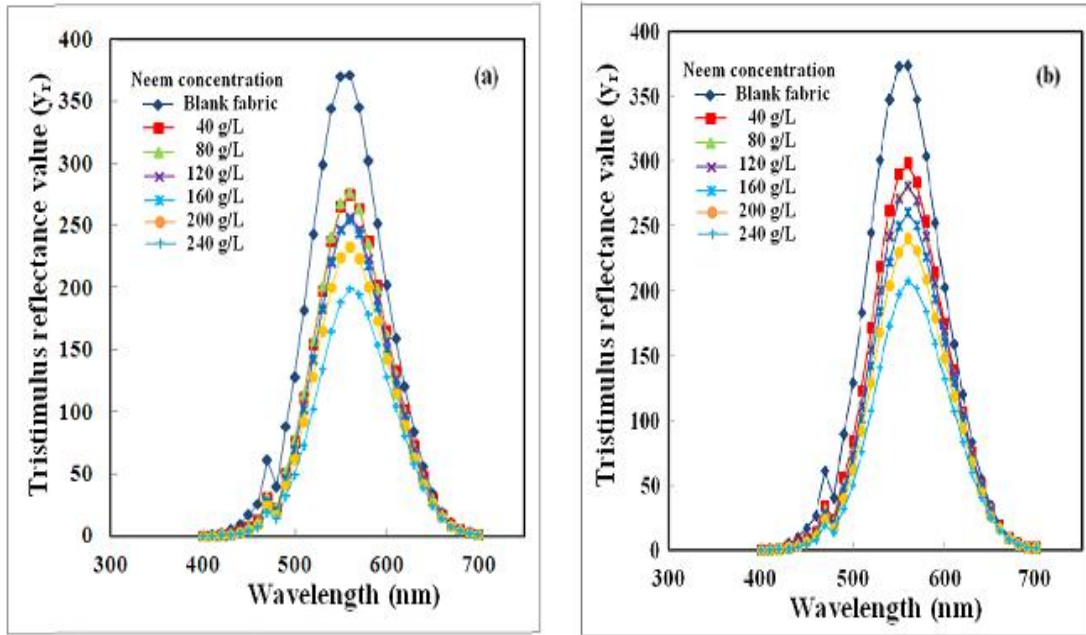 Tristimulus reflectance value (yr)
400
350
300
250
200
150
100
50
0
(a)
Neem concentration
Blank fabric
40 g/L
80 g/L
120 g/L
160 g/L
200 g/L
240 g/L
300 400 500 600 700
Wavelength (nm)
Tristimulus reflectance value (yr)
400
350
300
250
200
150
100
50
0
(b)
Neem concentration
Blank fabric
40 g/L
80 g/L
120 g/L
160 g/L
200 g/L
240 g/L
300 400 500 600 700
Wavelength (nm)